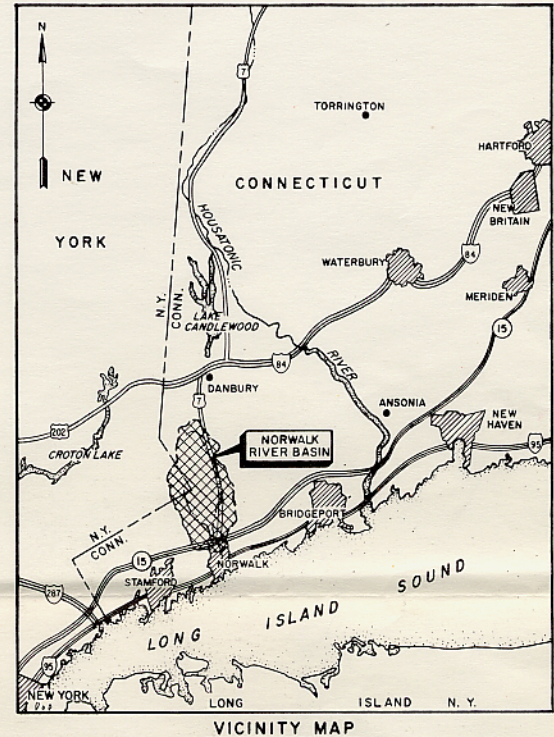 N
7
TORRINGTON
HARTFORD
NEW
YORK
CONNECTICUT
NEW
BRITAIN
HOUSATONIC
WATERBURY
84
MERIDEN
N.Y.
CONN.
LAKE
CANDLEWOOD
15
RIVER
84
DANBURY
7
ANSONIA
202
CROTON LAKE
NORWALK
RIVER BASIN
NEW
HAVEN
95
N.Y.
CONN.
BRIDGEPORT
15
NORWALK
STAMFORD
287
LONG ISLAND SOUND
95
NEW YORK
LONG ISLAND N.Y.
VICINITY MAP